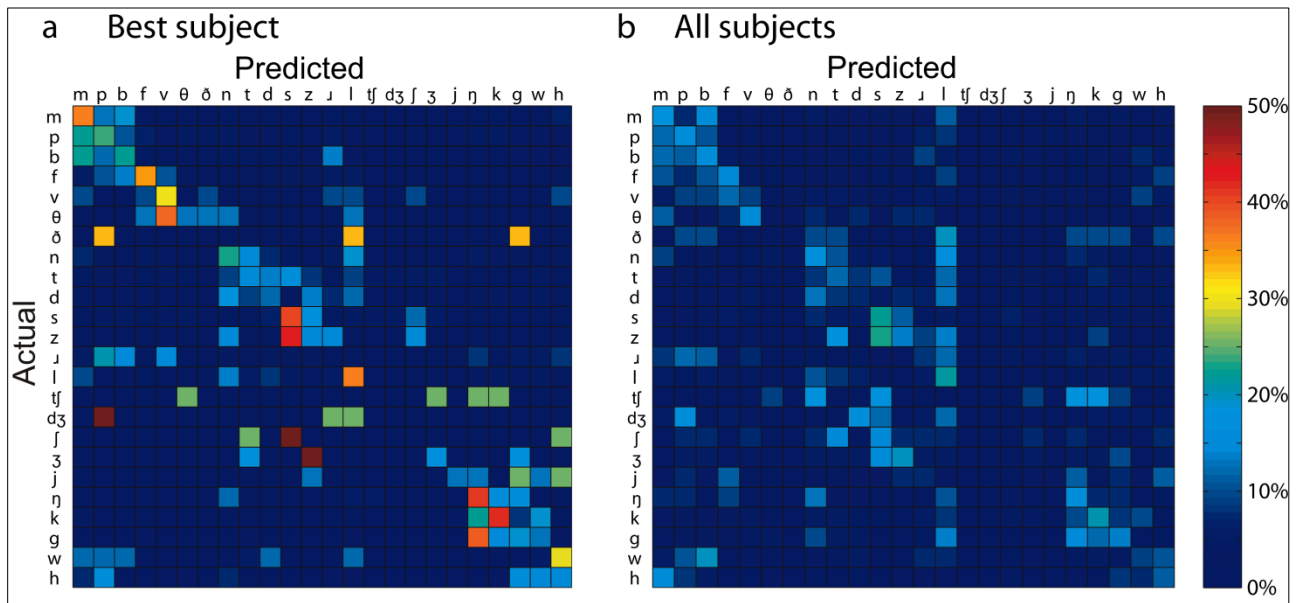 a Best subject
b All subjects
Predicted
Predicted
m p b f v θ ð n t d s z ɹ l tʃ dʒ ʃ ʒ j ŋ k g w h
m p b f v θ ð n t d s z ɹ l tʃ dʒ ʃ ʒ j ŋ k g w h
Actual
m
p
b
f
v
θ
ð
n
t
d
s
z
ɹ
l
tʃ
dʒ
ʃ
ʒ
j
ŋ
k
g
w
h
m
p
b
f
v
θ
ð
n
t
d
s
z
ɹ
l
tʃ
dʒ
ʃ
ʒ
j
ŋ
k
g
w
h
50%
40%
30%
20%
10%
0%